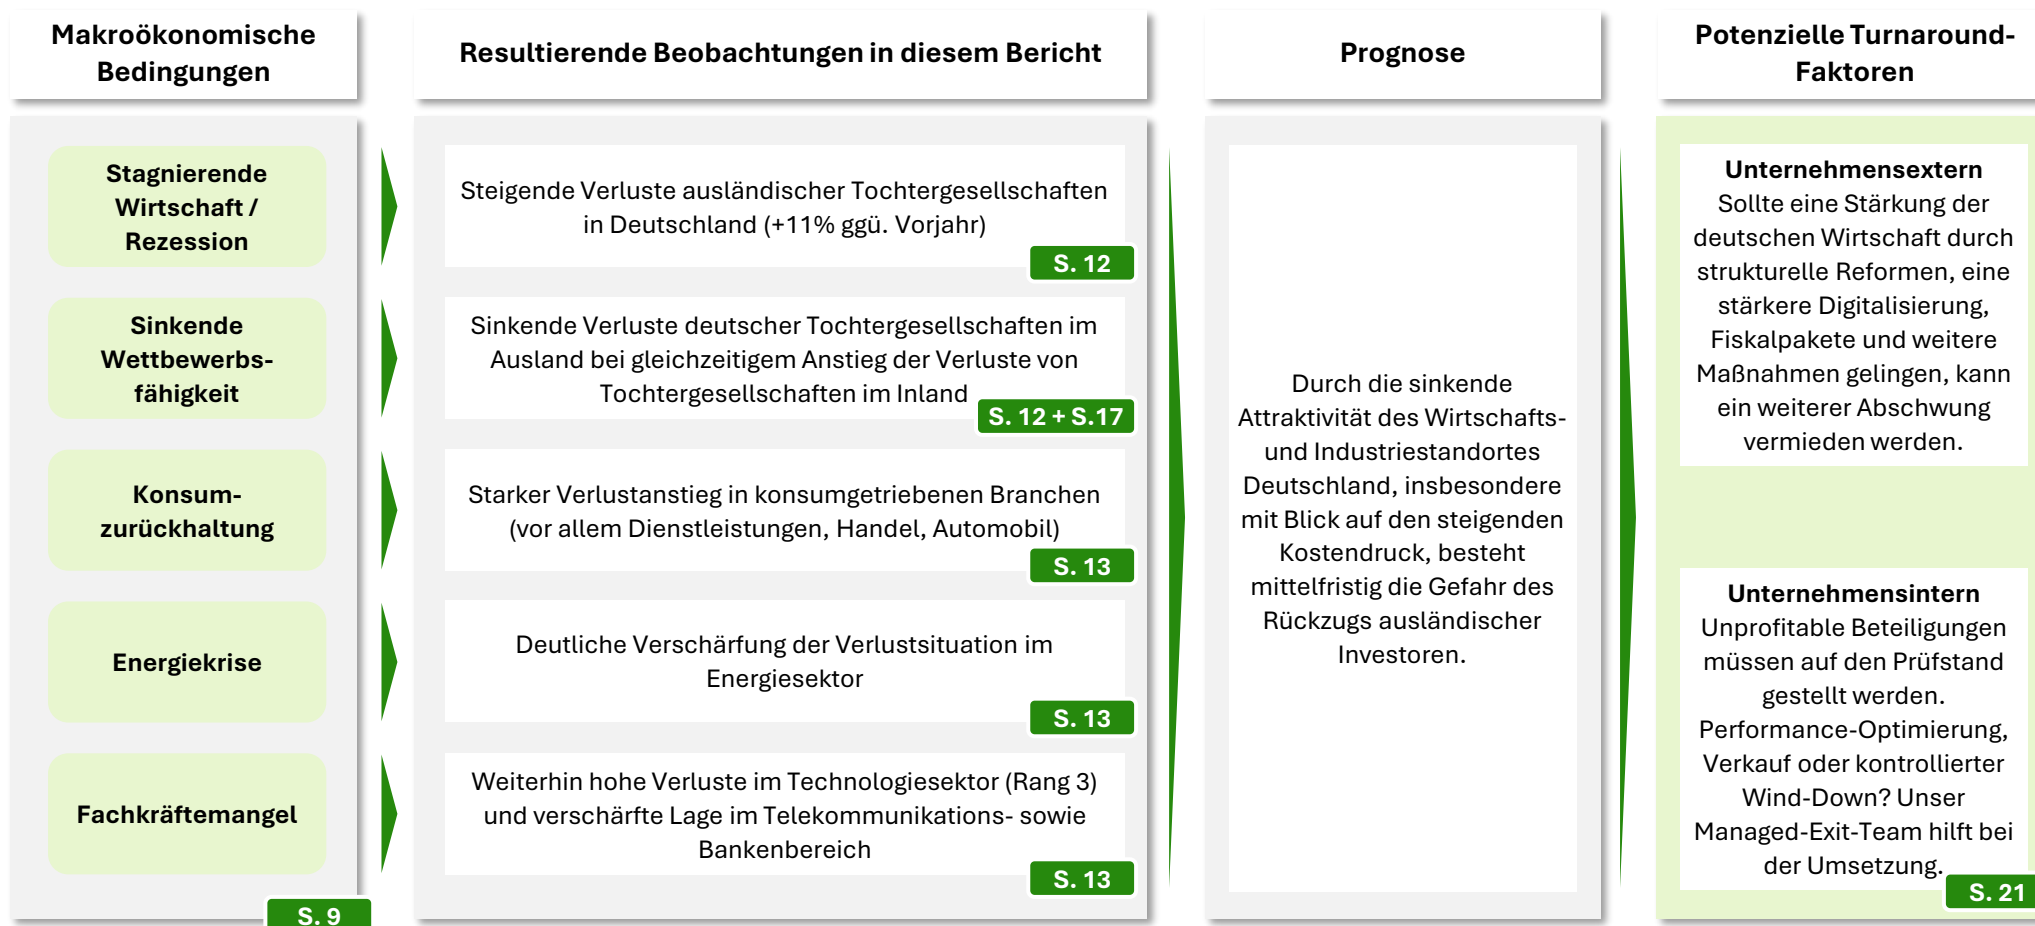 Makroökonomische
Bedingungen
Resultierende Beobachtungen in diesem Bericht
Prognose
Potenzielle Turnaround-
Faktoren
Stagnierende
Wirtschaft /
Rezession
Sinkende
Wettbewerbs-
fähigkeit
Konsum-
zurückhaltung
Energiekrise
Fachkräftemangel
S. 9
Steigende Verluste ausländischer Tochtergesellschaften
in Deutschland (+11% ggü. Vorjahr)
S. 12
Sinkende Verluste deutscher Tochtergesellschaften im
Ausland bei gleichzeitigem Anstieg der Verluste von
Tochtergesellschaften im Inland
S. 12 + S.17
Starker Verlustanstieg in konsumgetriebenen Branchen
(vor allem Dienstleistungen, Handel, Automobil)
S. 13
Deutliche Verschärfung der Verlustsituation im
Energiesektor
S. 13
Weiterhin hohe Verluste im Technologiesektor (Rang 3)
und verschärfte Lage im Telekommunikations- sowie
Bankenbereich
S. 13
Durch die sinkende
Attraktivität des Wirtschafts-
und Industriestandortes
Deutschland, insbesondere
mit Blick auf den steigenden
Kostendruck, besteht
mittelfristig die Gefahr des
Rückzugs ausländischer
Investoren.
Unternehmensextern
Sollte eine Stärkung der
deutschen Wirtschaft durch
strukturelle Reformen, eine
stärkere Digitalisierung,
Fiskalpakete und weitere
Maßnahmen gelingen, kann
ein weiterer Abschwung
vermieden werden.
Unternehmensintern
Unprofitable Beteiligungen
müssen auf den Prüfstand
gestellt werden.
Performance-Optimierung,
Verkauf oder kontrollierter
Wind-Down? Unser
Managed-Exit-Team hilft bei
der Umsetzung.
S. 21